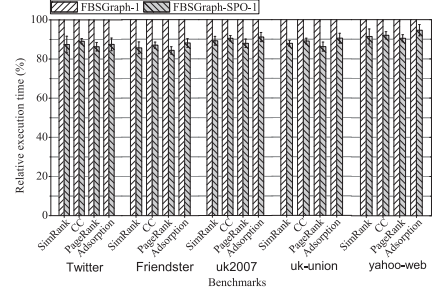 FBSGraph-1 FBSGraph-SPO-1
100
80
60
40
20
0
Relative execution time (%)
SimRank CC PageRank Adsorption SimRank CC PageRank Adsorption SimRank CC PageRank Adsorption SimRank CC PageRank Adsorption SimRank CC PageRank Adsorption
Twitter Friendster uk2007 uk-union yahoo-web
Benchmarks